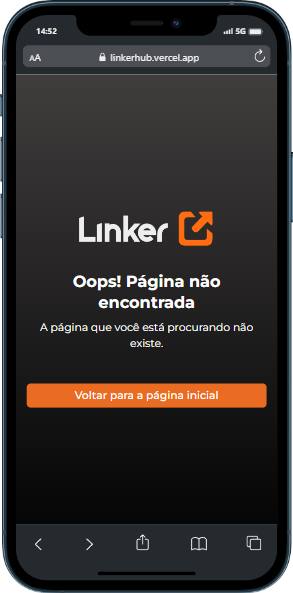 14:52
5G
AA
linkerhub.vercel.app
Linker
Oops! Página não
encontrada
A página que você está procurando não
existe.
Voltar para a página inicial